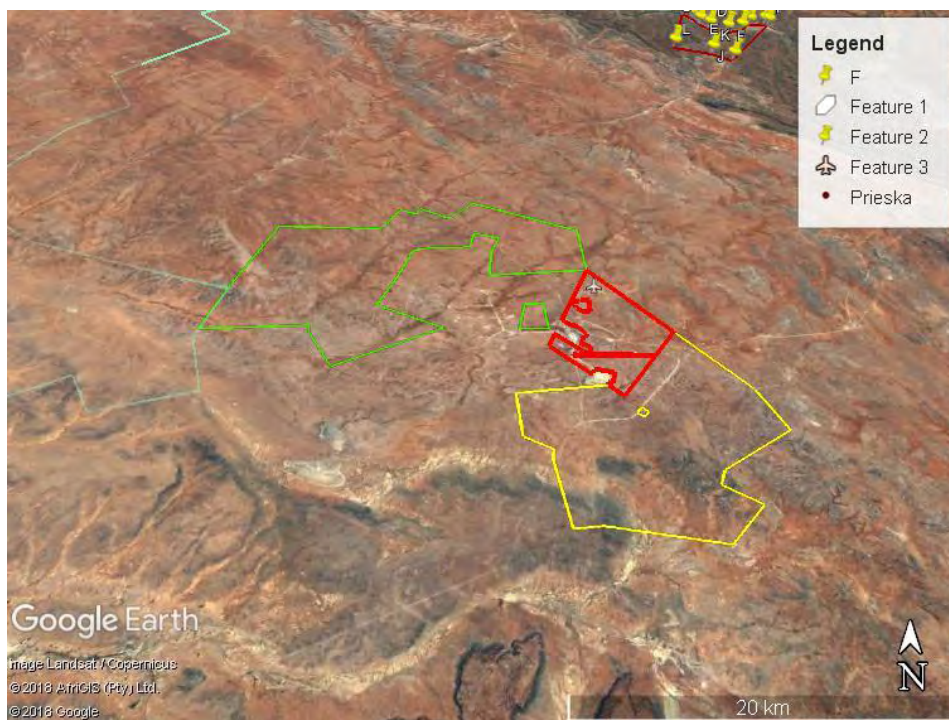 L
D
E
K
F
J
Legend
F
Feature 1
Feature 2
Feature 3
Prieska
Google Earth
Image Landsat / Copernicus
©2018 AfriGIS (Pty) Ltd.
©2018 Google
N
20 km